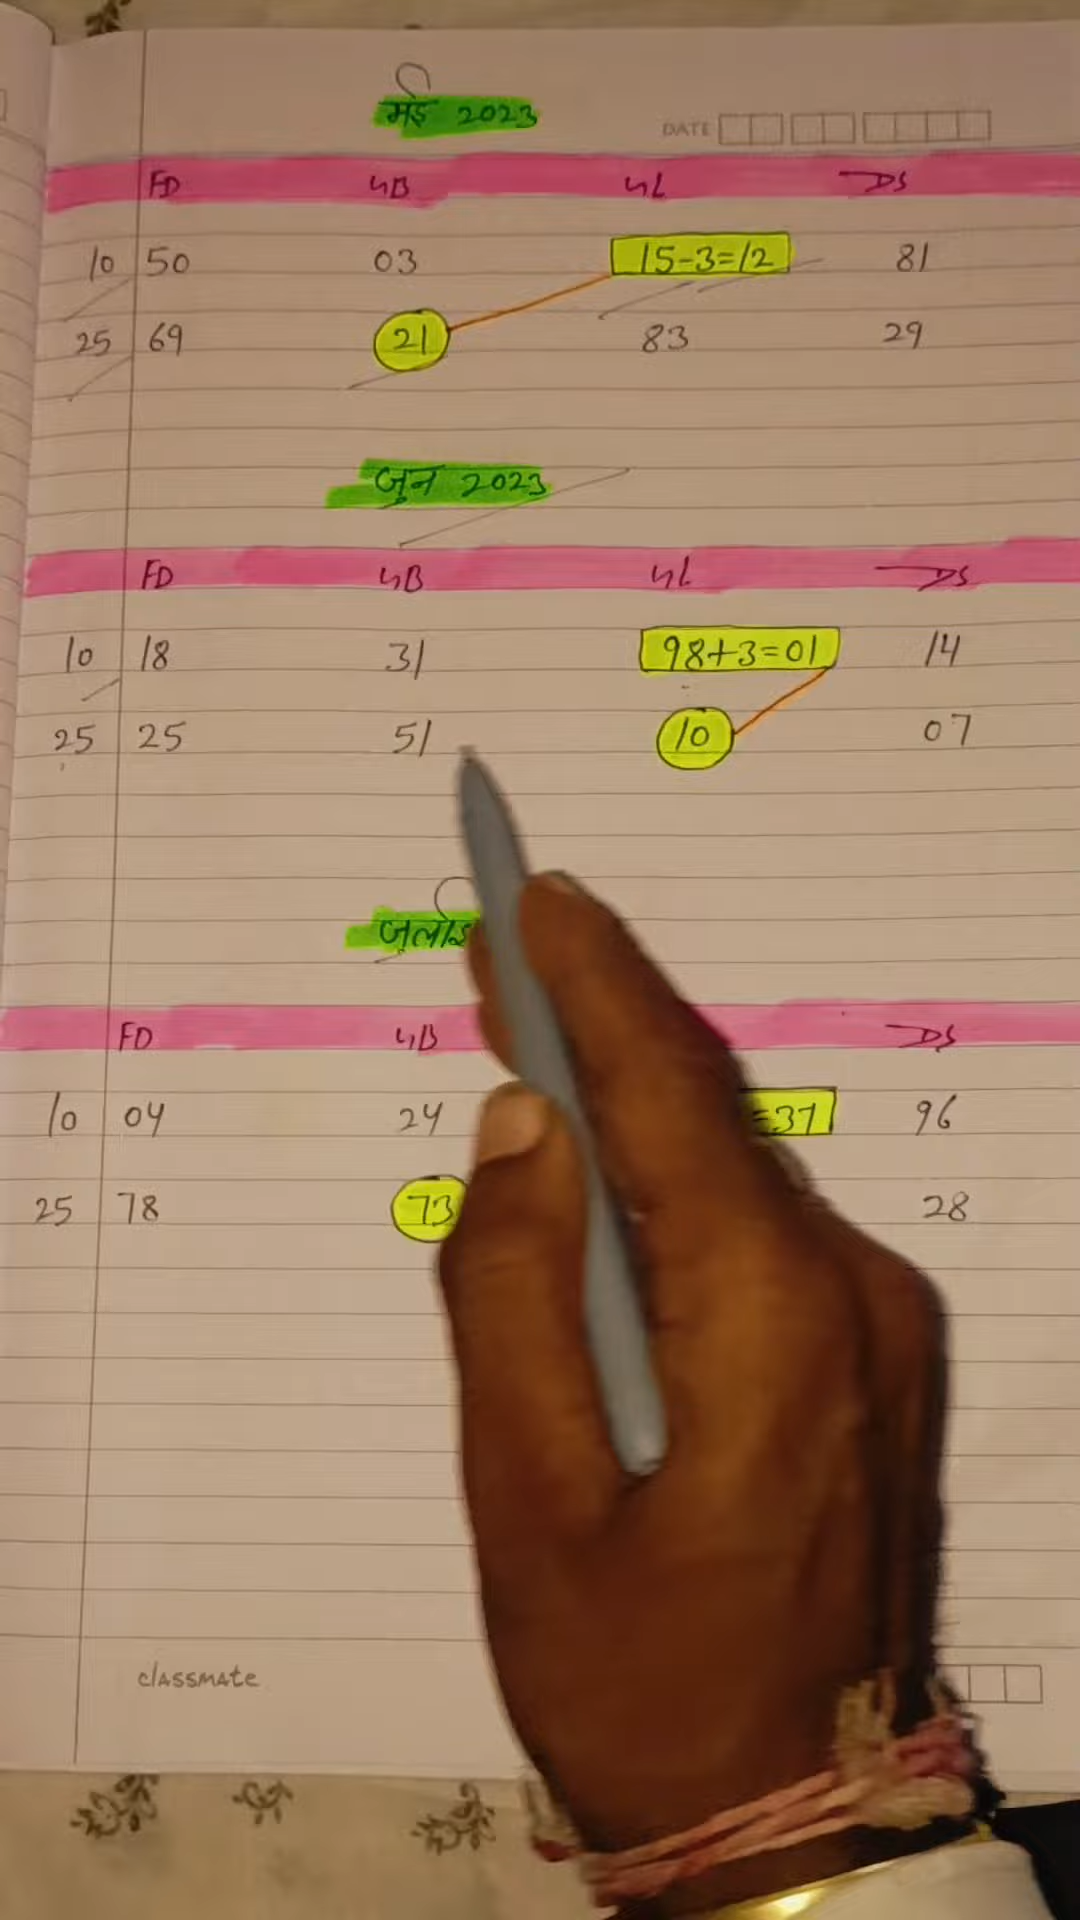 मई 2023
DATE
FD GB GL DS
10 50 03 15-3=12 81
25 69 21 83 29
जून 2023
FD GB GL DS
10 18 31 98+3=01 14
25 25 51 10 07
जुलाई
FD GB DS
10 04 24 =37 96
25 78 73 28
classmate